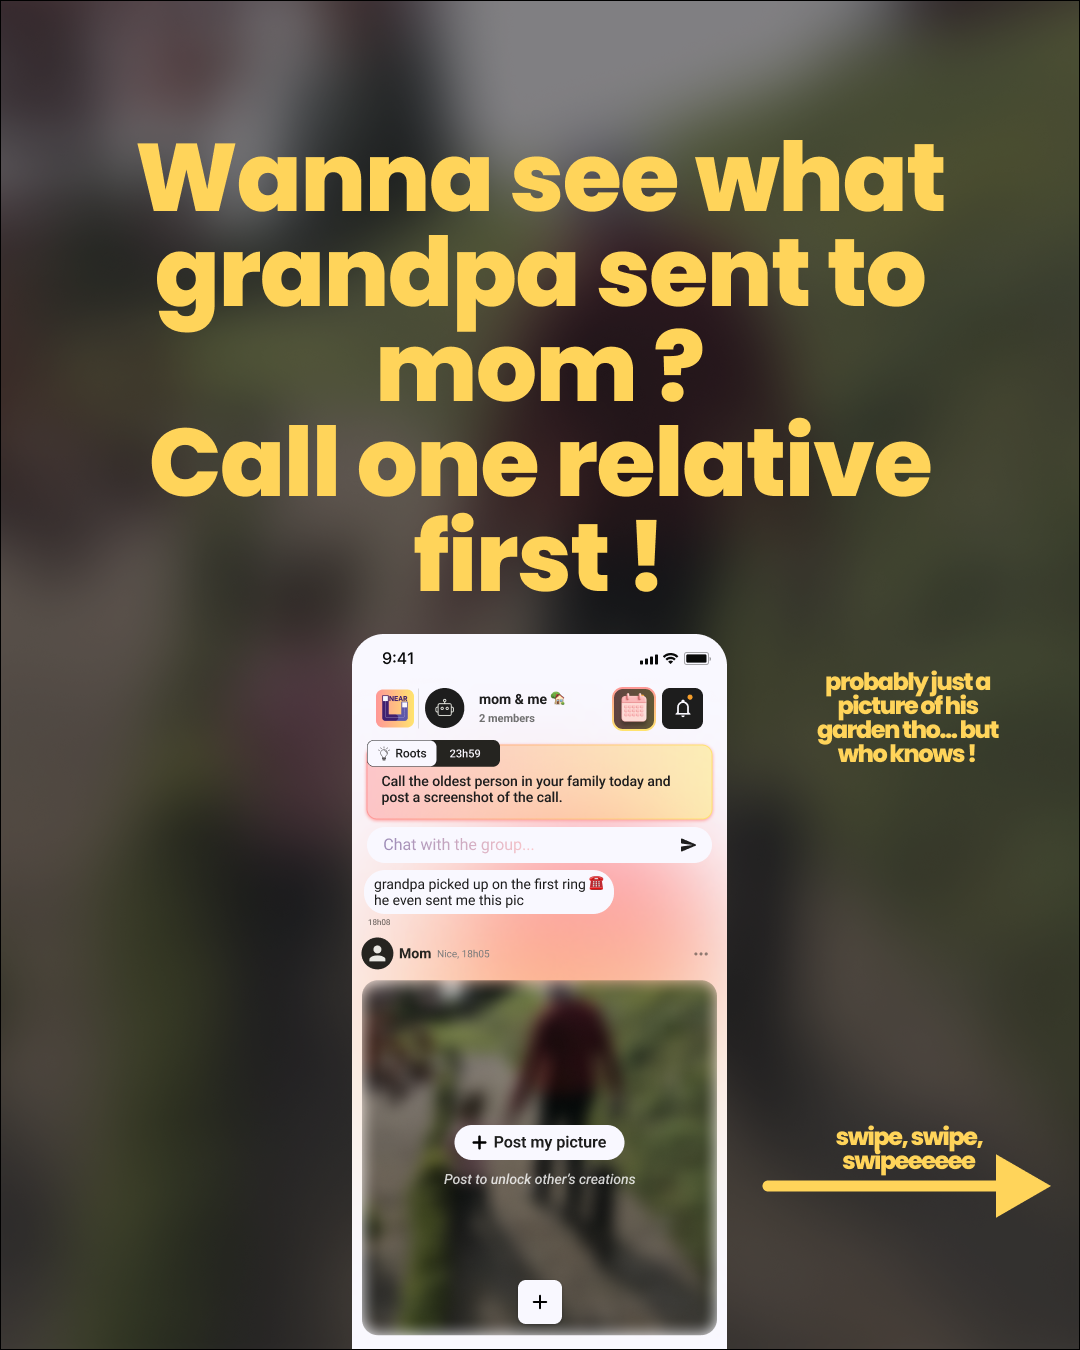 Wanna see what
grandpa sent to
mom ?
Call one relative
first !
9:41
NEAR
mom & me 🏡
2 members
Roots
23h59
Call the oldest person in your family today and
post a screenshot of the call.
Chat with the group...
grandpa picked up on the first ring ☎️
he even sent me this pic
18h08
Mom Nice, 18h05
+ Post my picture
Post to unlock other's creations
probably just a
picture of his
garden tho... but
who knows !
swipe, swipe,
swipeeeeee